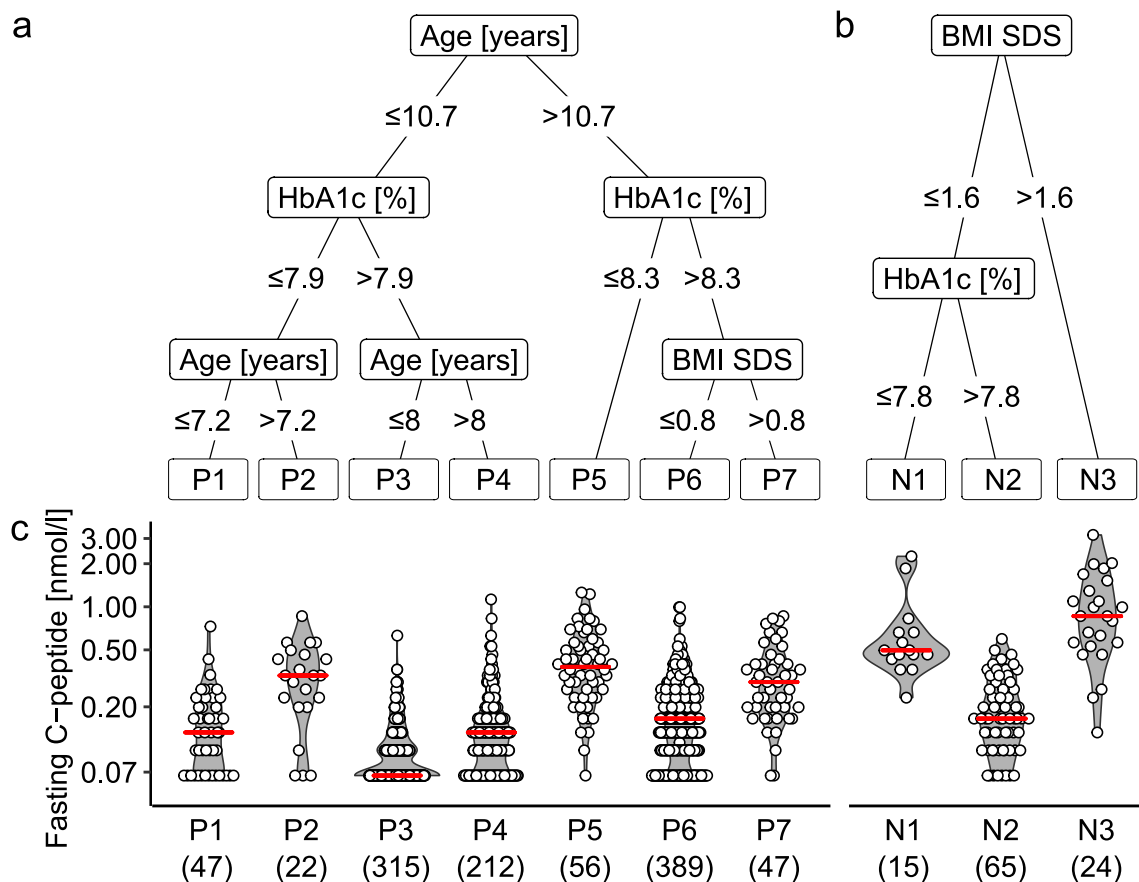 a
b
Age [years]
BMI SDS
≤10.7 >10.7
HbA1c [%] HbA1c [%]
≤1.6 >1.6
≤7.9 >7.9 ≤8.3 >8.3
HbA1c [%]
Age [years] Age [years] BMI SDS
≤7.8 >7.8
≤7.2 >7.2 ≤8 >8 ≤0.8 >0.8
P1 P2 P3 P4 P5 P6 P7 N1 N2 N3
c
Fasting C−peptide [nmol/l]
3.00
2.00
1.00
0.50
0.20
0.07
P1 P2 P3 P4 P5 P6 P7 N1 N2 N3
(47) (22) (315) (212) (56) (389) (47) (15) (65) (24)